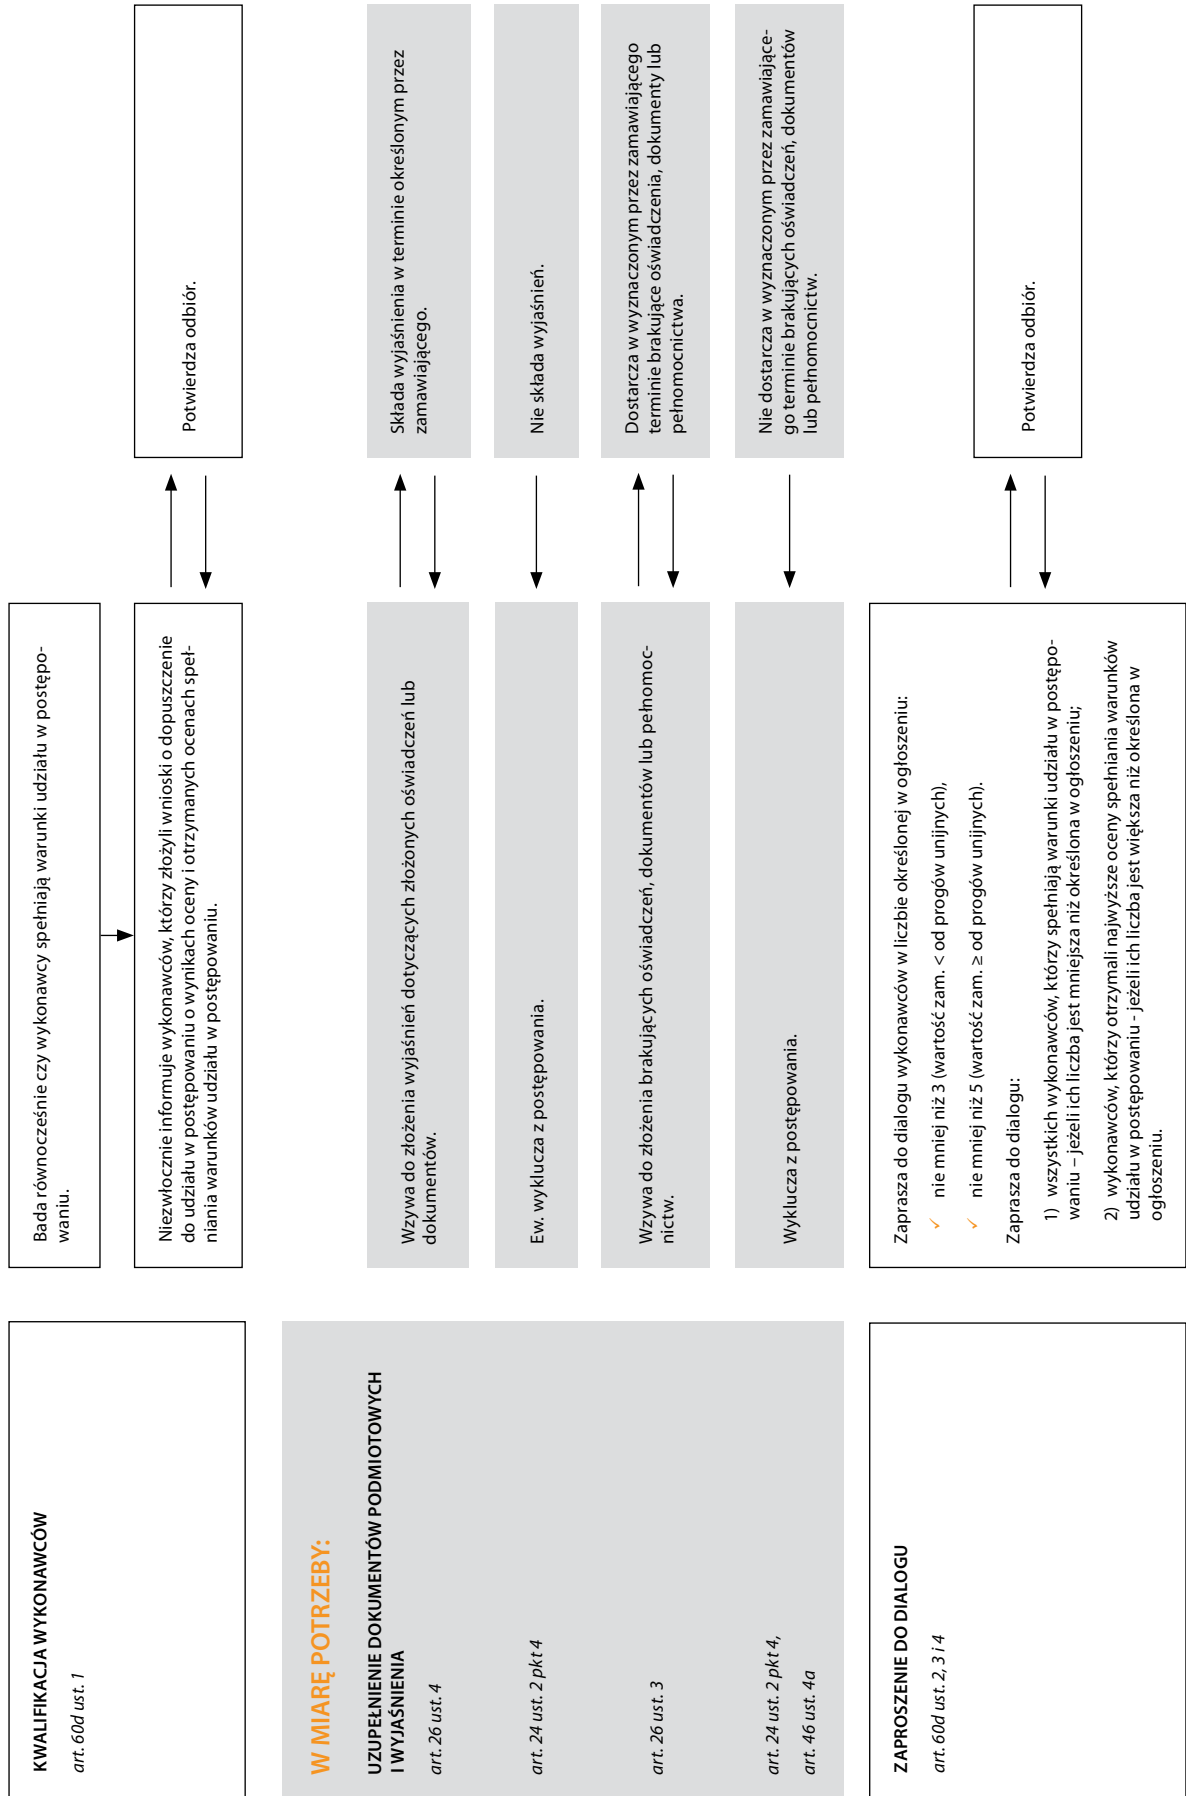 KWALIFIKACJA WYKONAWCÓW
art. 60d ust. 1
Bada równocześnie czy wykonawcy spełniają warunki udziału w postępo-
waniu.
Niezwłocznie informuje wykonawców, którzy złożyli wnioski o dopuszczenie
do udziału w postępowaniu o wynikach oceny i otrzymanych ocenach speł-
niania warunków udziału w postępowaniu.
Potwierdza odbiór.
W MIARĘ POTRZEBY:
UZUPEŁNIENIE DOKUMENTÓW PODMIOTOWYCH
I WYJAŚNIENIA
art. 26 ust. 4
Wzywa do złożenia wyjaśnień dotyczących złożonych oświadczeń lub
dokumentów.
Składa wyjaśnienia w terminie określonym przez
zamawiającego.
art. 24 ust. 2 pkt 4
Ew. wyklucza z postępowania.
Nie składa wyjaśnień.
art. 26 ust. 3
Wzywa do złożenia brakujących oświadczeń, dokumentów lub pełnomoc-
nictw.
Dostarcza w wyznaczonym przez zamawiającego
terminie brakujące oświadczenia, dokumenty lub
pełnomocnictwa.
art. 24 ust. 2 pkt 4,
art. 46 ust. 4a
Wyklucza z postępowania.
Nie dostarcza w wyznaczonym przez zamawiające-
go terminie brakujących oświadczeń, dokumentów
lub pełnomocnictw.
ZAPROSZENIE DO DIALOGU
art. 60d ust. 2, 3 i 4
Zaprasza do dialogu wykonawców w liczbie określonej w ogłoszeniu:
✓ nie mniej niż 3 (wartość zam. < od progów unijnych),
✓ nie mniej niż 5 (wartość zam. ≥ od progów unijnych).
Zaprasza do dialogu:
1) wszystkich wykonawców, którzy spełniają warunki udziału w postępo-
waniu – jeżeli ich liczba jest mniejsza niż określona w ogłoszeniu;
2) wykonawców, którzy otrzymali najwyższe oceny spełniania warunków
udziału w postępowaniu - jeżeli ich liczba jest większa niż określona w
ogłoszeniu.
Potwierdza odbiór.